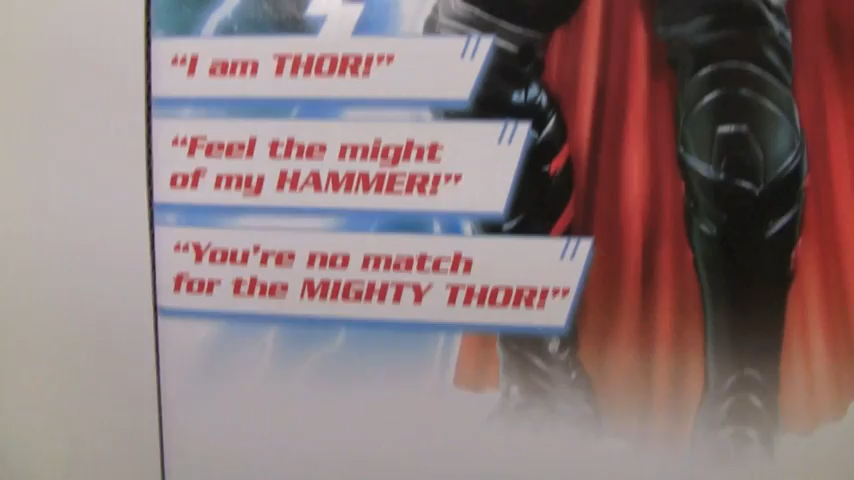 “I am THOR!”
“Feel the might
of my HAMMER!”
“You're no match
for the MIGHTY THOR!”